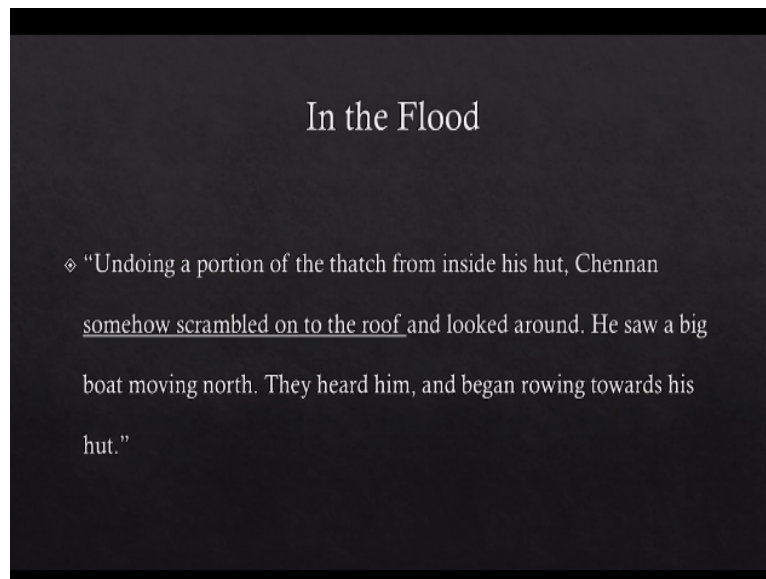 In the Flood
“Undoing a portion of the thatch from inside his hut, Chennan
somehow scrambled on to the roof and looked around. He saw a big
boat moving north. They heard him, and began rowing towards his
hut.”